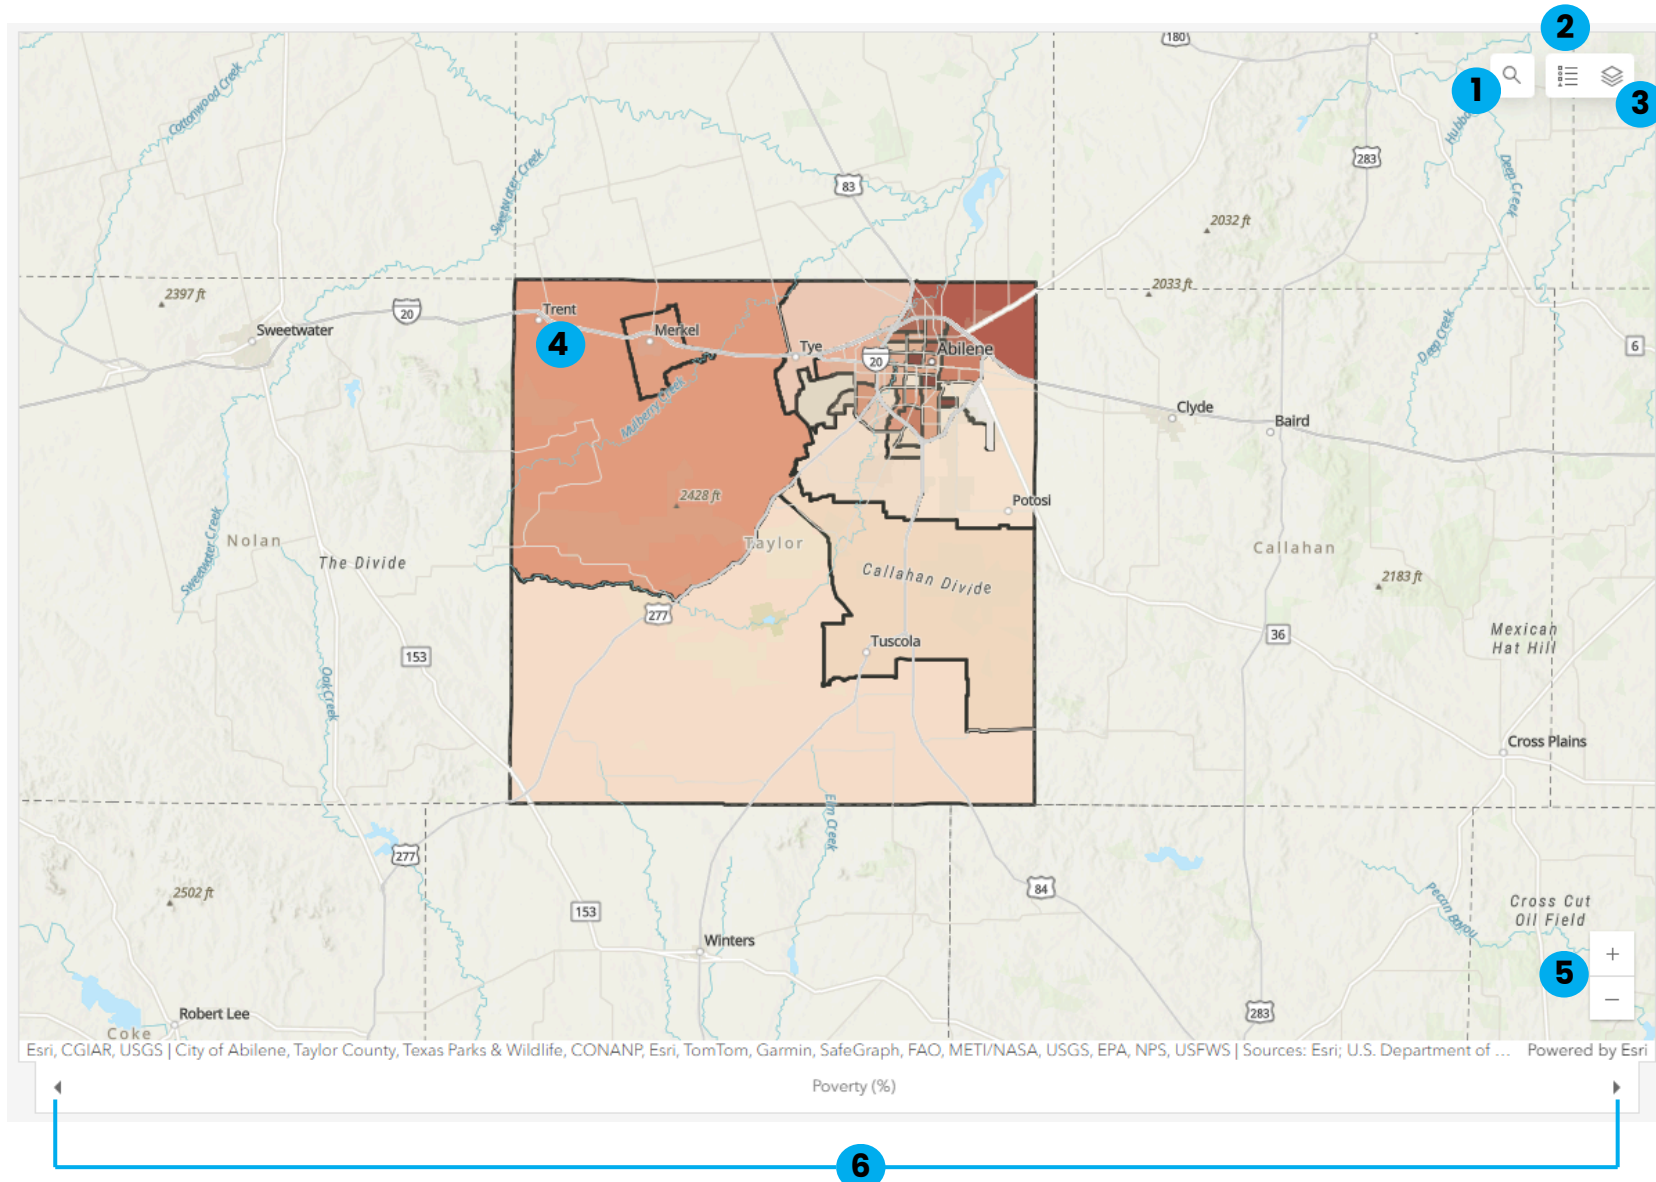 2
180
1
3
Cottonwood Creek
Hubba
283
Deep Creek
Sweetwater Creek
83
2032 ft
2033 ft
2397 ft
20
Trent
Sweetwater
Merkel
4
Tye
20
Abilene
Deep Creek
6
Mulberry Creek
Clyde
Baird
2428 ft
Potosi
Sweetwater Creek
Nolan
The Divide
Taylor
Callahan
Callahan Divide
2183 ft
277
Tuscola
36
Mexican
Hat Hill
153
Oak Creek
Cross Plains
Elm Creek
277
2502 ft
84
Pecan Bayou
Cross Cut
Oil Field
153
Winters
5
+
−
Robert Lee
283
Coke
Esri, CGIAR, USGS | City of Abilene, Taylor County, Texas Parks & Wildlife, CONANP, Esri, TomTom, Garmin, SafeGraph, FAO, METI/NASA, USGS, EPA, NPS, USFWS | Sources: Esri; U.S. Department of ... Powered by Esri
Poverty (%)
6